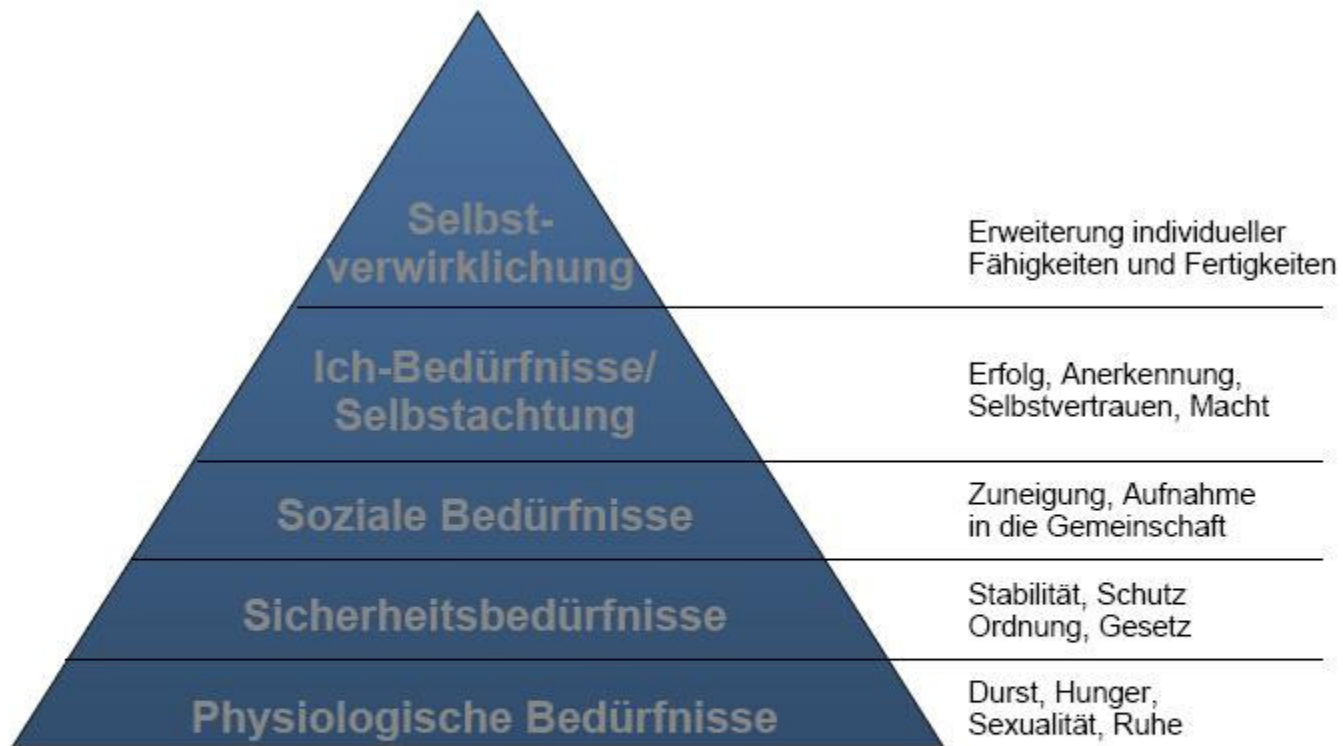 Selbst-
verwirklichung
Erweiterung individueller
Fähigkeiten und Fertigkeiten
Ich-Bedürfnisse/
Selbstachtung
Erfolg, Anerkennung,
Selbstvertrauen, Macht
Soziale Bedürfnisse
Zuneigung, Aufnahme
in die Gemeinschaft
Sicherheitsbedürfnisse
Stabilität, Schutz
Ordnung, Gesetz
Physiologische Bedürfnisse
Durst, Hunger,
Sexualität, Ruhe